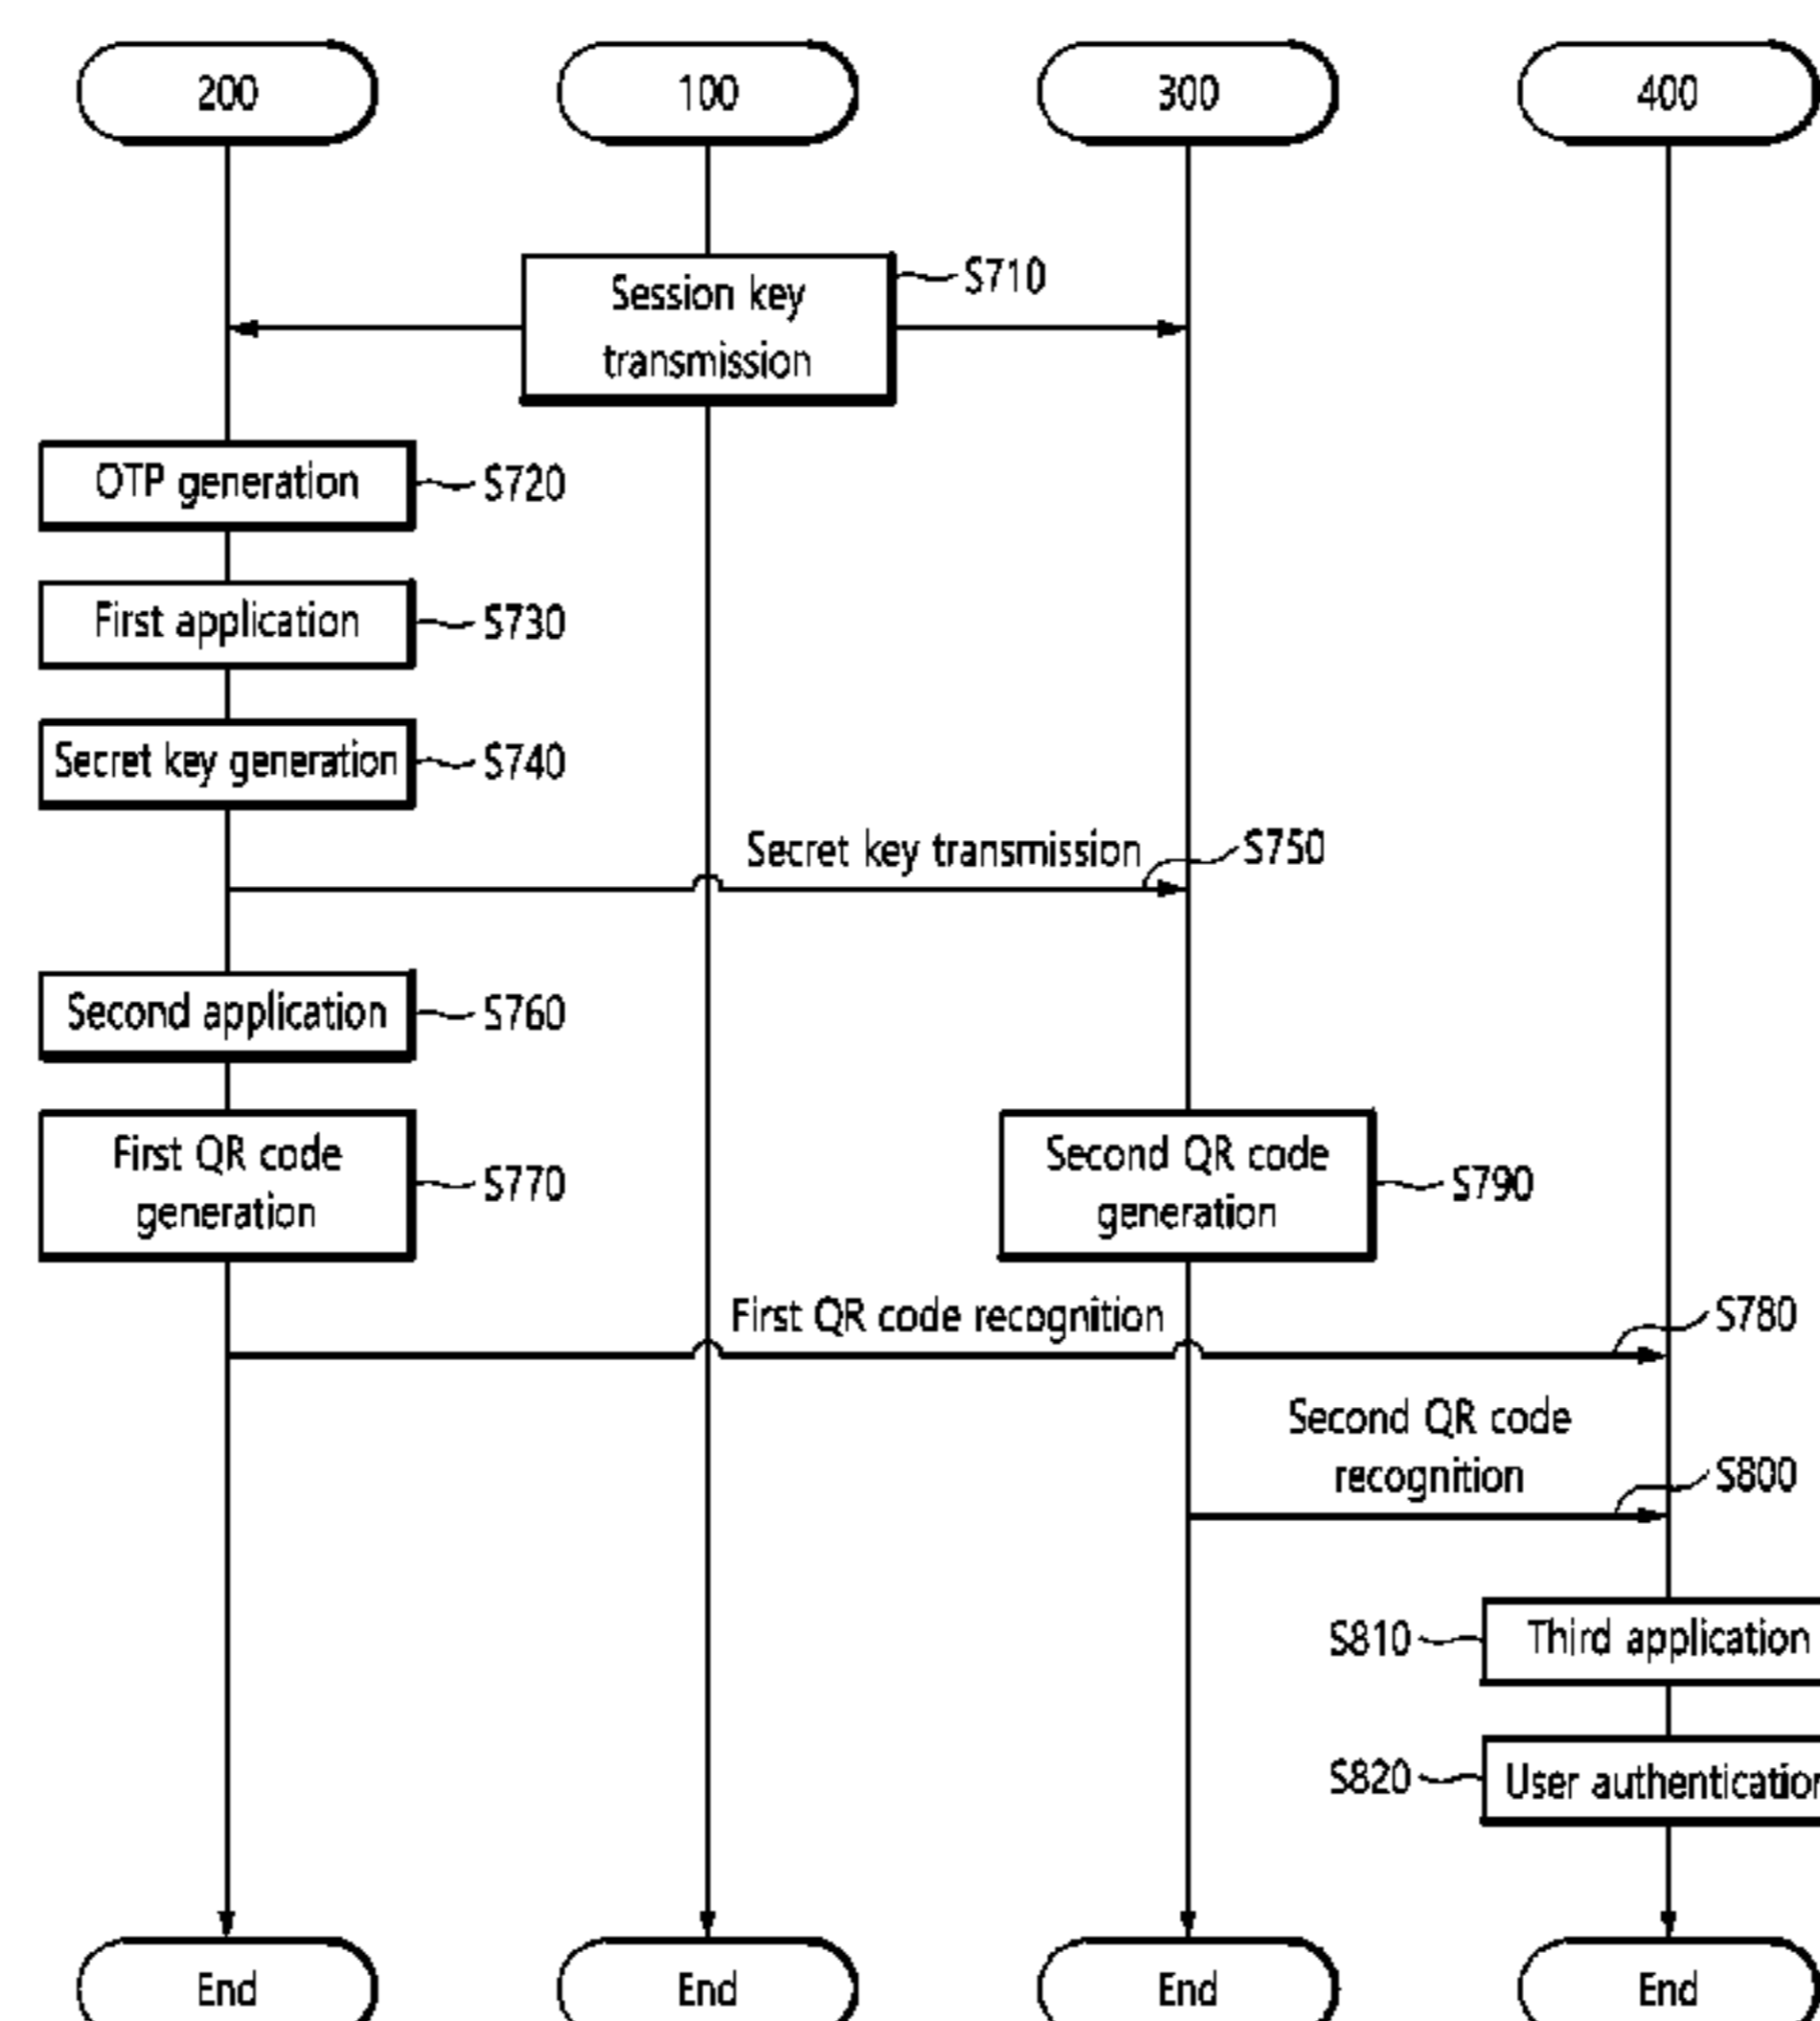 200
100
300
400
Session key
transmission
S710
OTP generation
S720
First application
S730
Secret key generation
S740
Secret key transmission
S750
Second application
S760
First QR code
generation
S770
Second QR code
generation
S790
First QR code recognition
S780
Second QR code
recognition
S800
S810
Third application
S820
User authentication
End
End
End
End